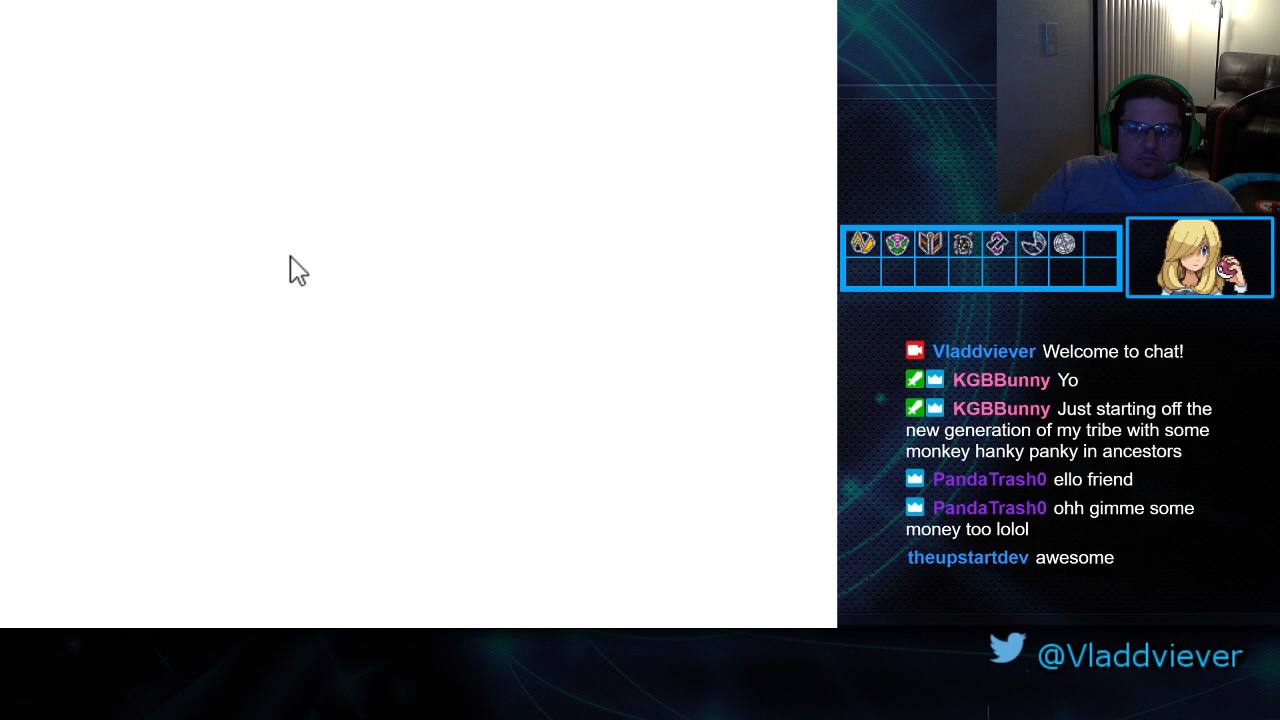 Vladdviever Welcome to chat!
KGBBunny Yo
KGBBunny Just starting off the
new generation of my tribe with some
monkey hanky panky in ancestors
PandaTrash0 ello friend
PandaTrash0 ohh gimme some
money too lolol
theupstartdev awesome
@Vladdviever